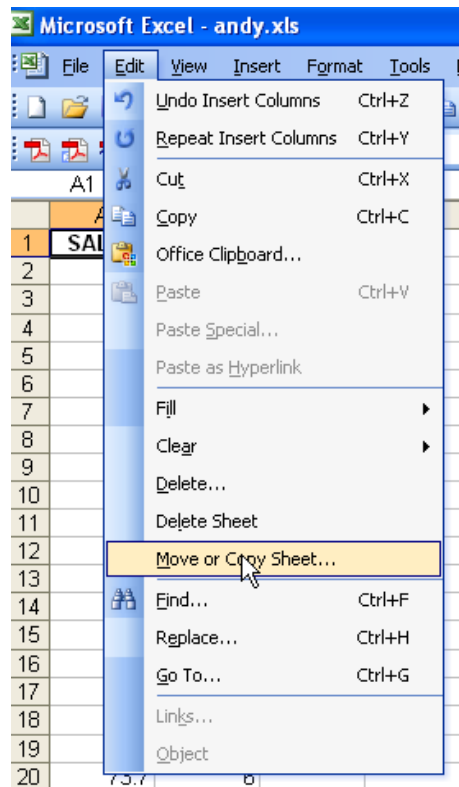 Microsoft Excel - andy.xls
File Edit View Insert Format Tools
Undo Insert Columns Ctrl+Z
Repeat Insert Columns Ctrl+Y
A1
Cut Ctrl+X
Copy Ctrl+C
1
Office Clipboard...
2
3 Paste Ctrl+V
4 Paste Special...
5
Paste as Hyperlink
6
7 Fill
8 Clear
9
10 Delete...
11 Delete Sheet
12 Move or Copy Sheet...
13
14 Find... Ctrl+F
15 Replace... Ctrl+H
16 Go To... Ctrl+G
17
18 Links...
19 Object
20 73.7 6